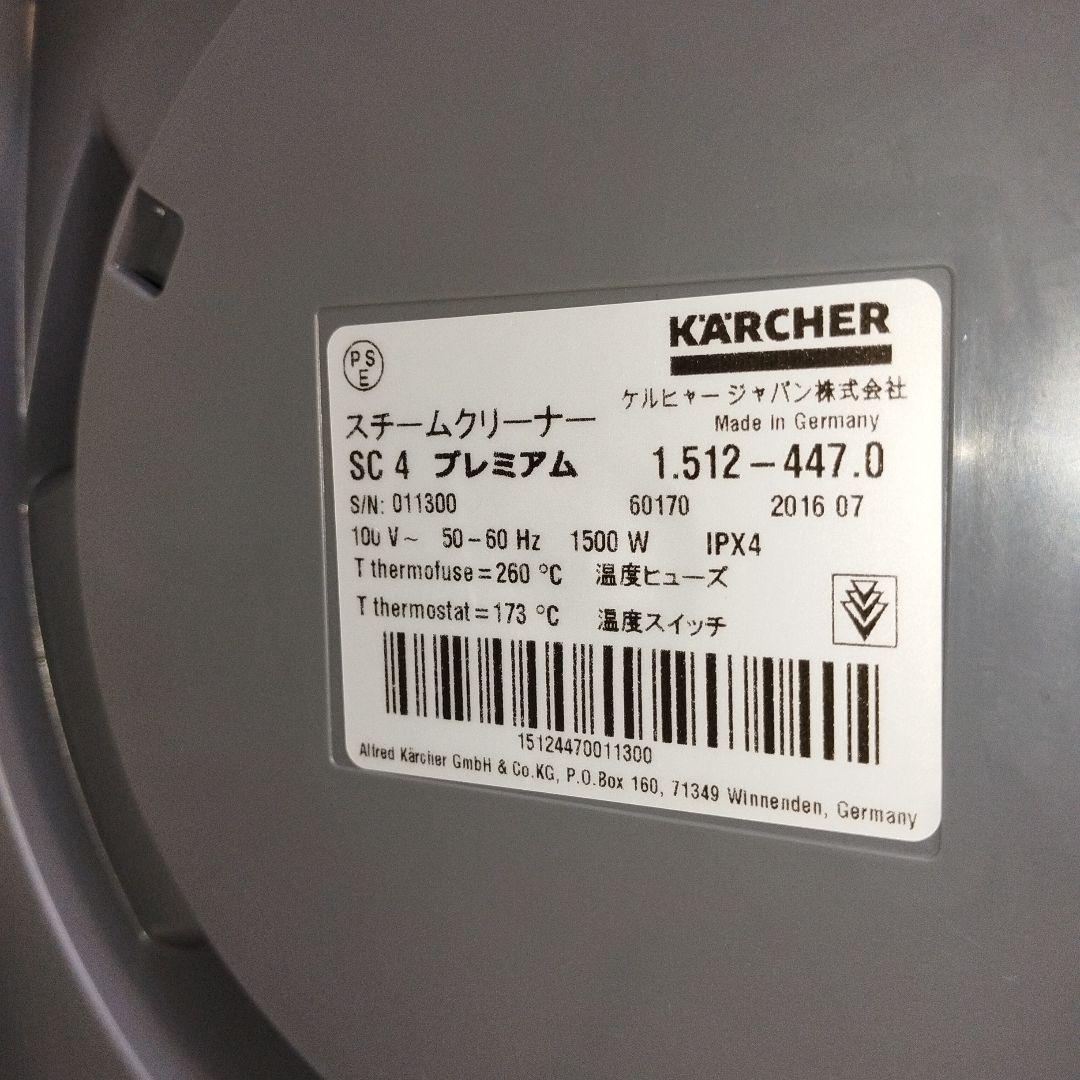 KÄRCHER
PSE
ケルヒャー ジャパン株式会社
スチームクリーナー
Made in Germany
SC 4 プレミアム 1.512-447.0
S/N: 011300 60170 2016 07
100 V~ 50-60 Hz 1500 W IPX4
T thermofuse=260 °C 温度ヒューズ
T thermostat=173 °C 温度スイッチ
15124470011300
Alfred Kärcher GmbH & Co.KG, P.O.Box 160, 71349 Winnenden, Germany